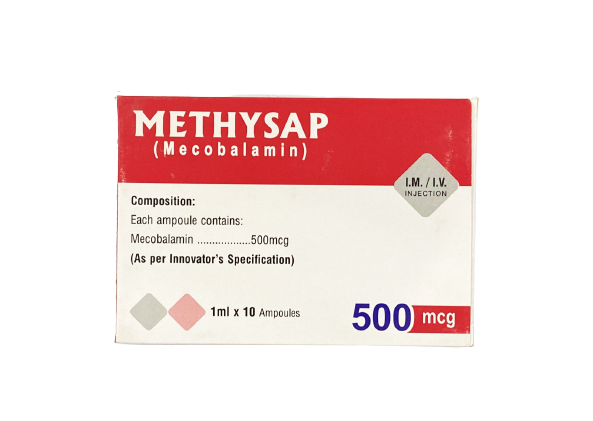 METHYSAP
(Mecobalamin)
I.M. / I.V.
INJECTION
Composition:
Each ampoule contains:
Mecobalamin ..................500mcg
(As per Innovator's Specification)
1ml x 10 Ampoules
500 mcg